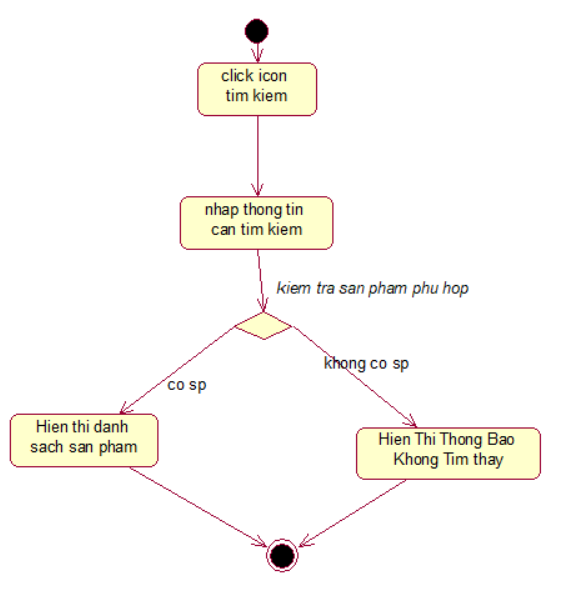 click icon
tim kiem
nhap thong tin
can tim kiem
kiem tra san pham phu hop
khong co sp
co sp
Hien thi danh
sach san pham
Hien Thi Thong Bao
Khong Tim thay